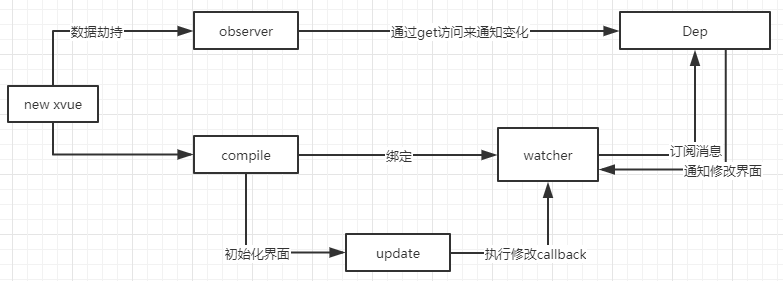 数据劫持
observer
通过get访问来通知变化
Dep
new xvue
compile
绑定
watcher
订阅消息
通知修改界面
初始化界面
update
执行修改callback